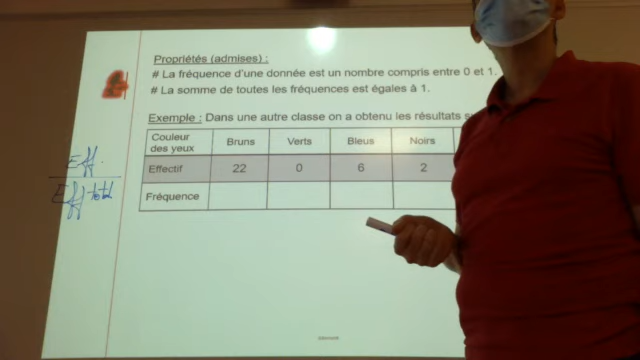 Propriétés (admises) :
# La fréquence d'une donnée est un nombre compris entre 0 et 1.
# La somme de toutes les fréquences est égales à 1.
Exemple : Dans une autre classe on a obtenu les résultats
Couleur des yeux Bruns Verts Bleus Noirs
Effectif 22 0 6 2
Fréquence
Eff.
Eff total